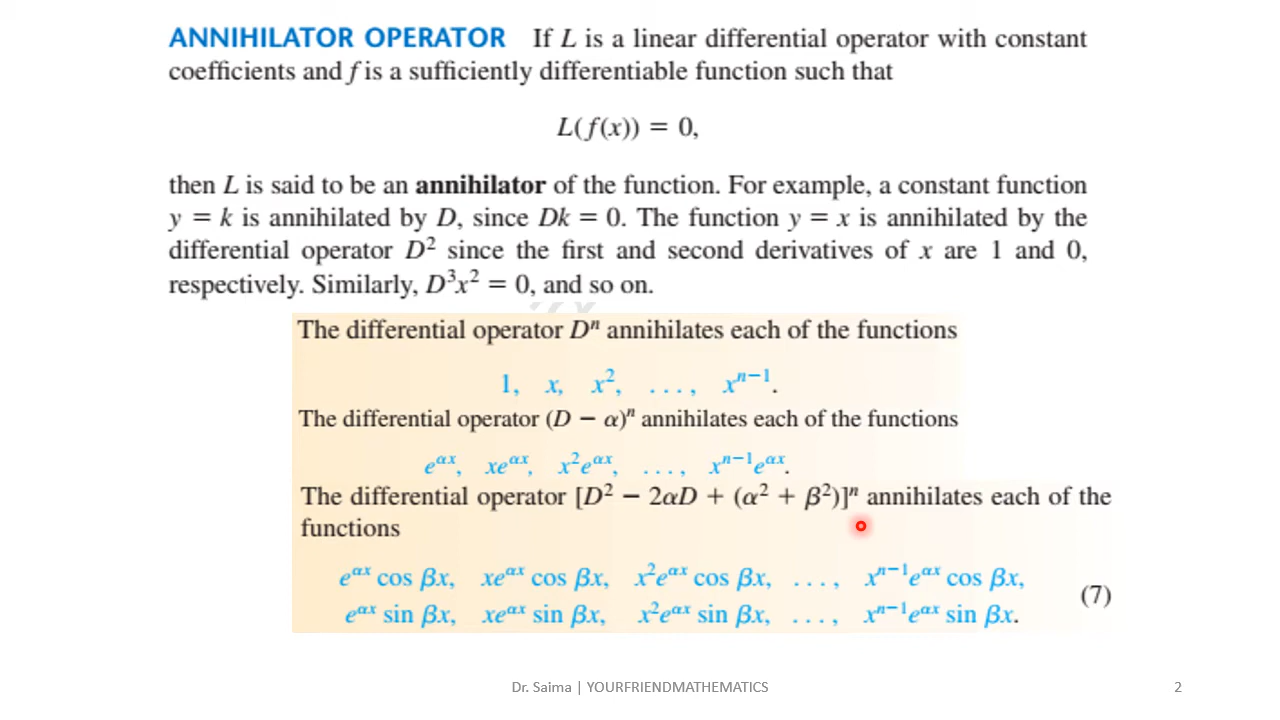 ANNIHILATOR OPERATOR If L is a linear differential operator with constant
coefficients and f is a sufficiently differentiable function such that
L(f(x)) = 0,
then L is said to be an annihilator of the function. For example, a constant function
y = k is annihilated by D, since Dk = 0. The function y = x is annihilated by the
differential operator D² since the first and second derivatives of x are 1 and 0,
respectively. Similarly, D³x² = 0, and so on.
The differential operator Dⁿ annihilates each of the functions
1, x, x², . . . , xⁿ⁻¹.
The differential operator (D − α)ⁿ annihilates each of the functions
e^αx, xe^αx, x²e^αx, . . . , xⁿ⁻¹e^αx.
The differential operator [D² − 2αD + (α² + β²)]ⁿ annihilates each of the
functions
e^αx cos βx, xe^αx cos βx, x²e^αx cos βx, . . . , xⁿ⁻¹e^αx cos βx,
e^αx sin βx, xe^αx sin βx, x²e^αx sin βx, . . . , xⁿ⁻¹e^αx sin βx.
(7)
Dr. Saima | YOURFRIENDMATHEMATICS
2